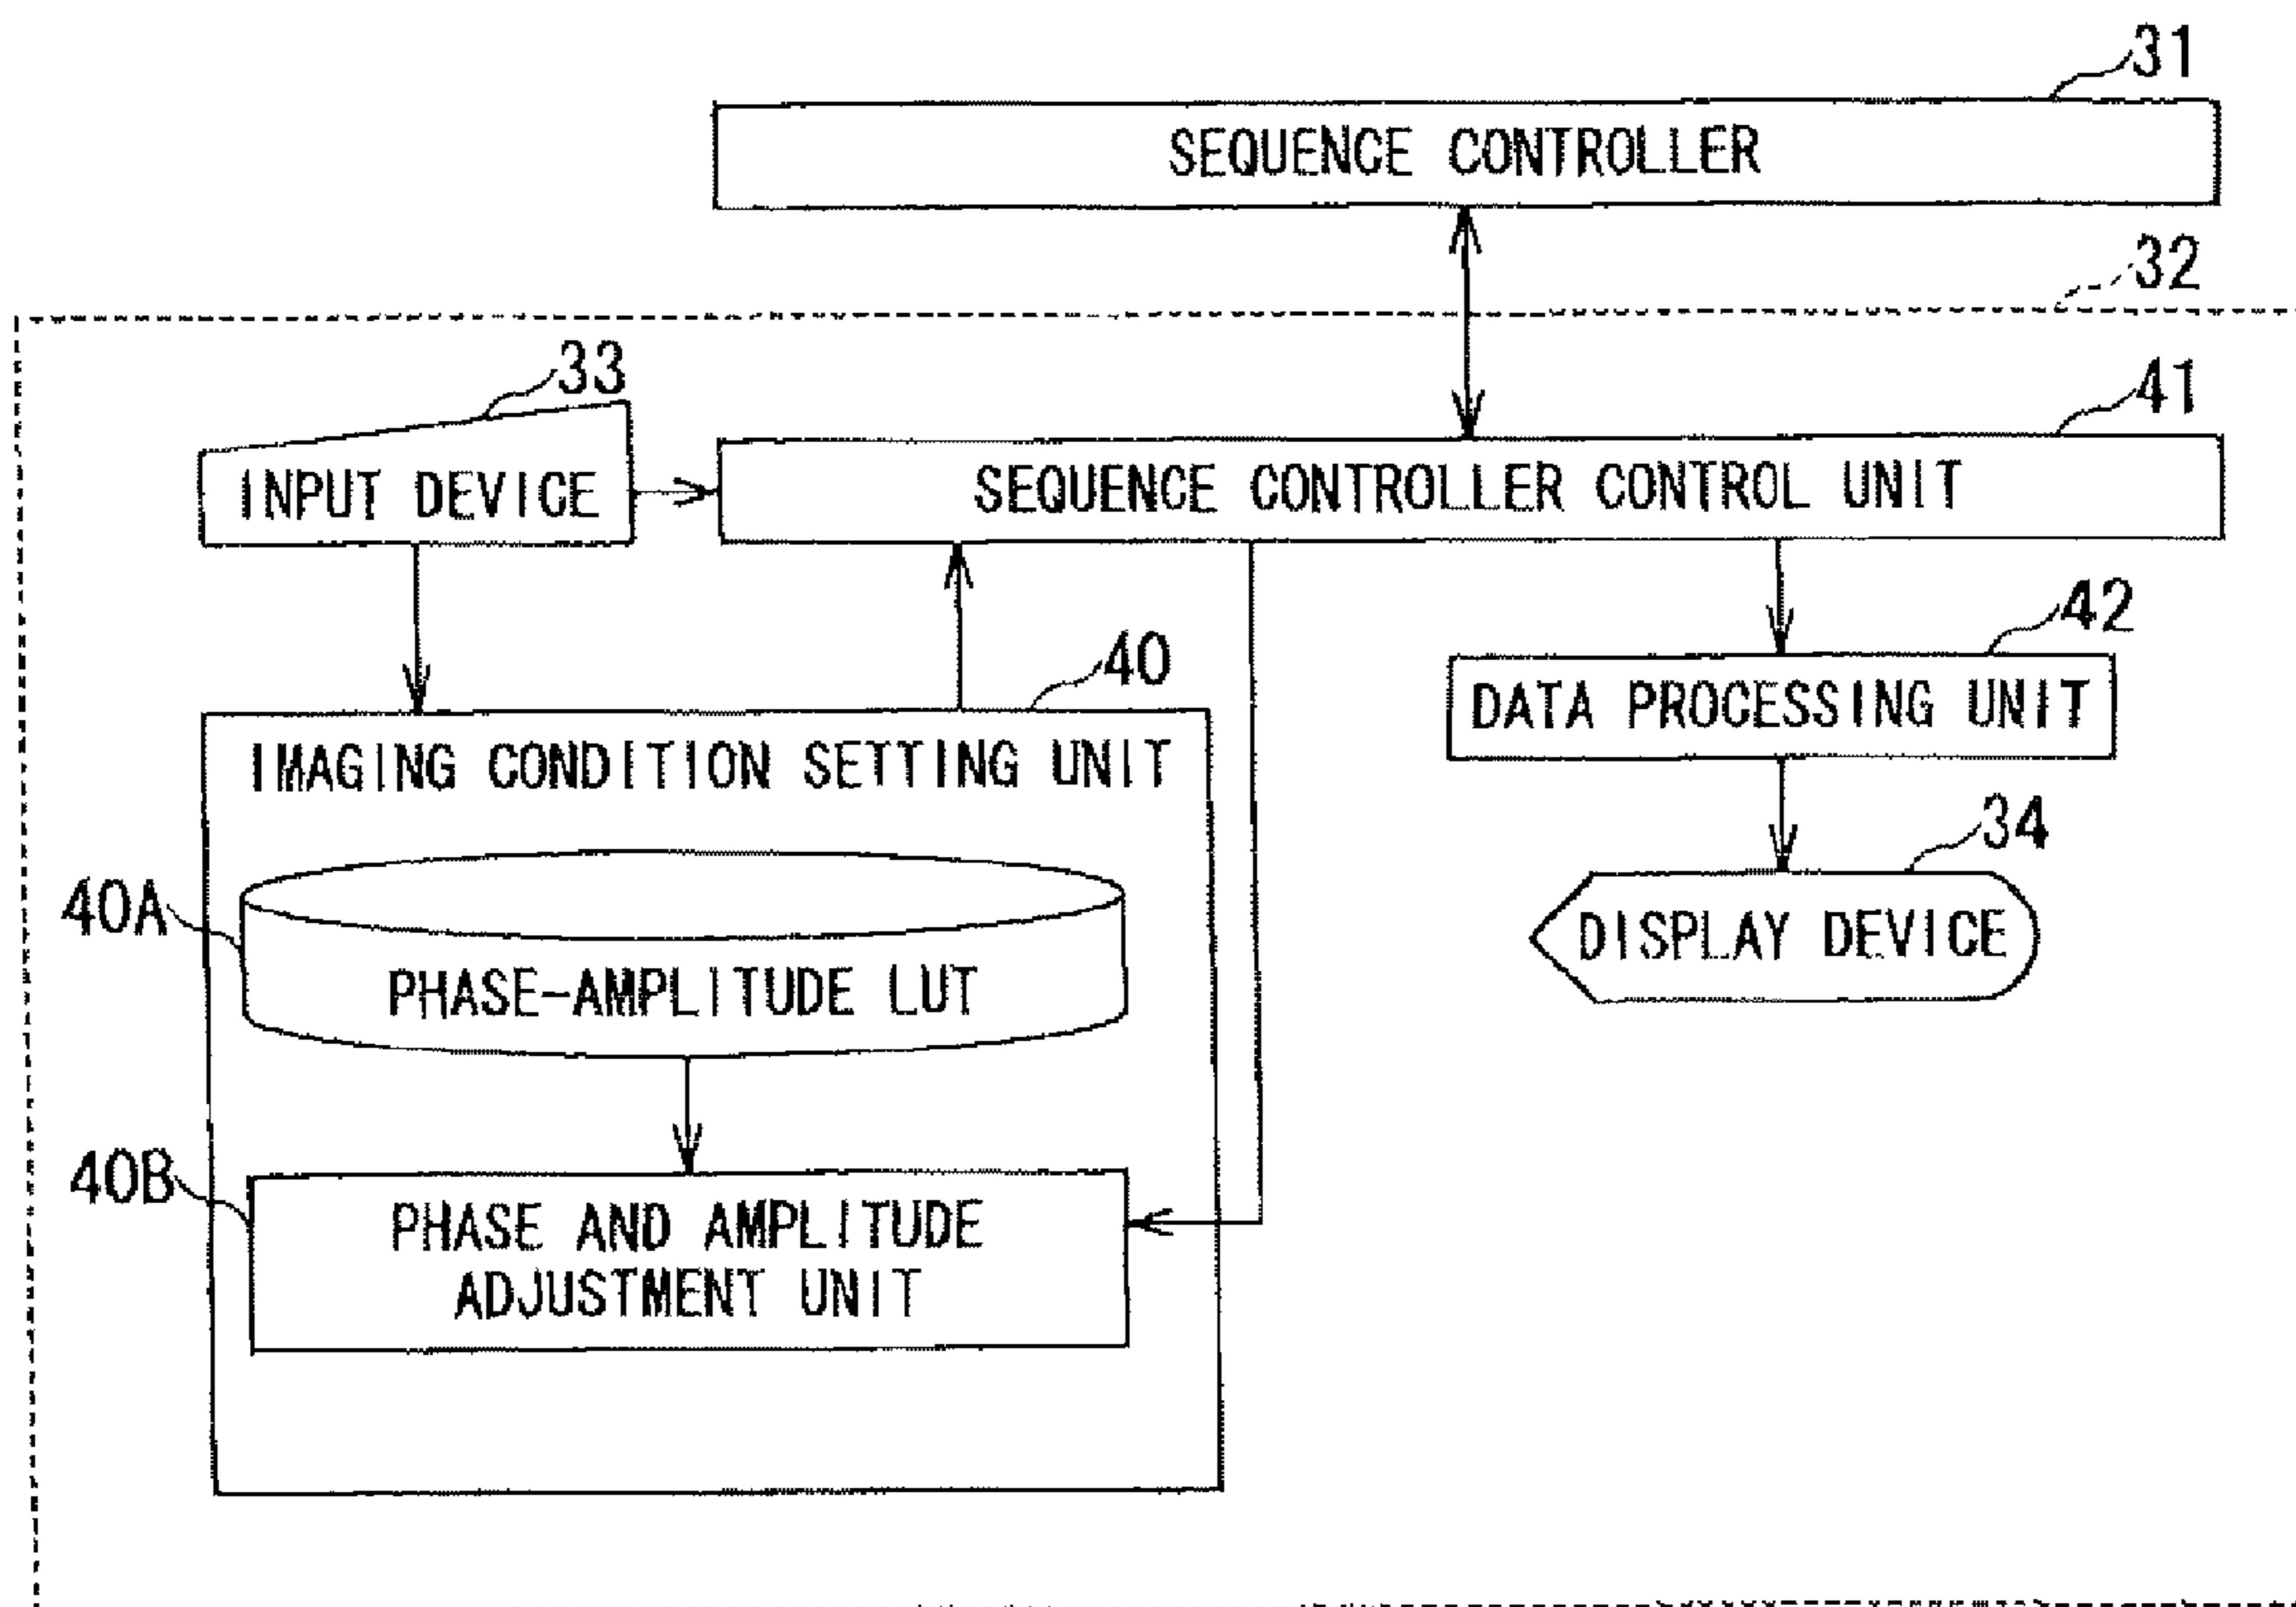 31
SEQUENCE CONTROLLER
32
33
41
INPUT DEVICE
SEQUENCE CONTROLLER CONTROL UNIT
42
40
DATA PROCESSING UNIT
IMAGING CONDITION SETTING UNIT
34
40A
DISPLAY DEVICE
PHASE-AMPLITUDE LUT
40B
PHASE AND AMPLITUDE
ADJUSTMENT UNIT